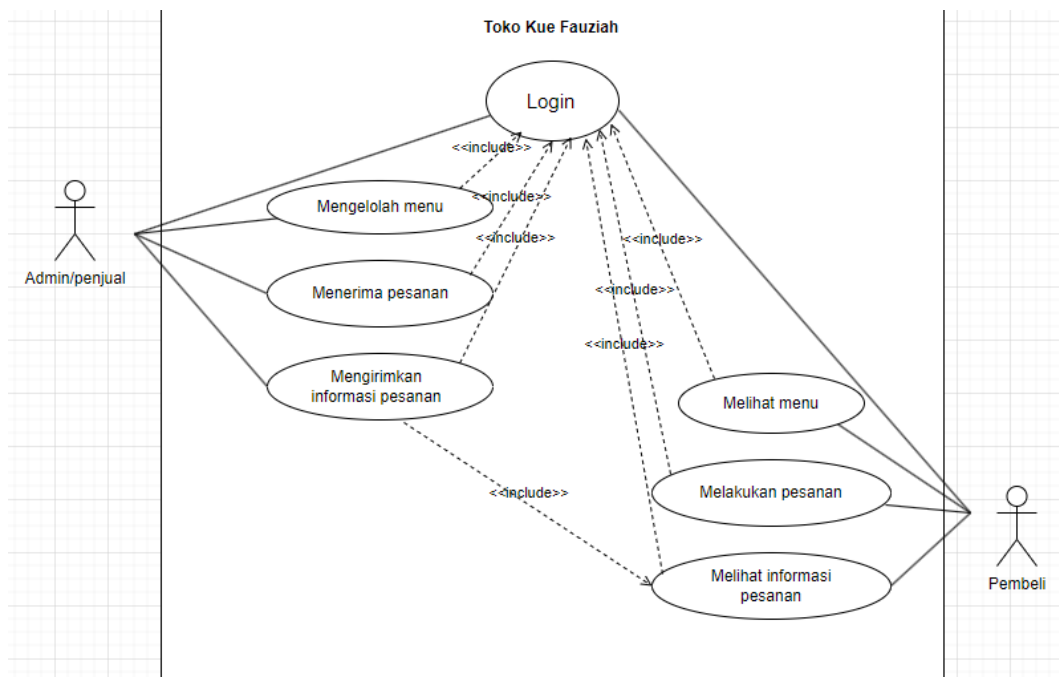 Toko Kue Fauziah
Login
<<include>>
Mengelolah menu
<<include>>
<<include>>
<<include>>
Admin/penjual
Menerima pesanan
<<include>>
<<include>>
Mengirimkan
informasi pesanan
Melihat menu
<<include>>
Melakukan pesanan
Melihat informasi
pesanan
Pembeli